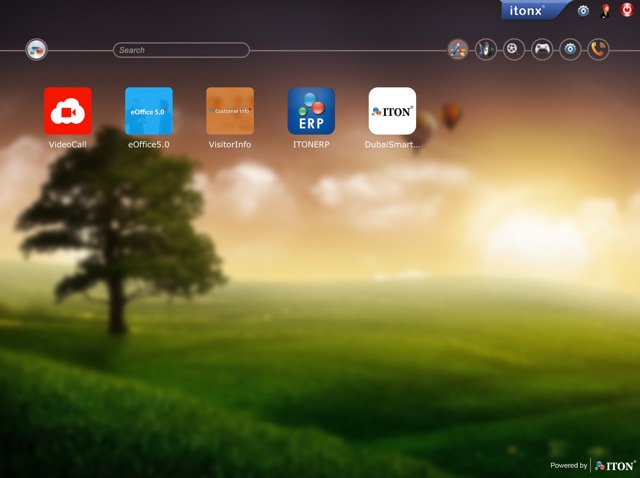 itonx®
Search
eOffice 5.0
Customer Info
ERP
ITON®
VideoCall
eOffice5.0
VisitorInfo
ITONERP
DubaiSmart...
Powered by
ITON®